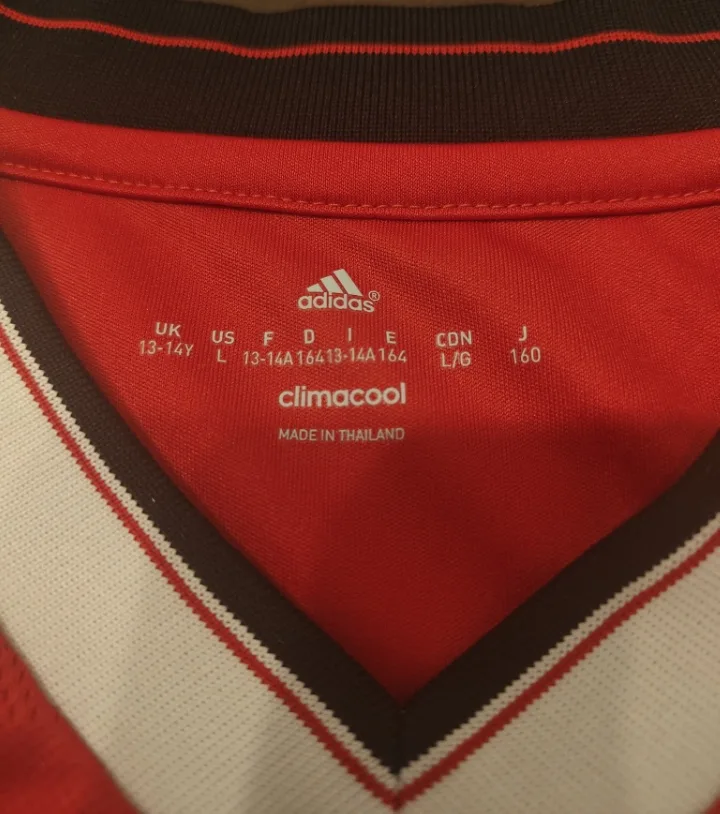 adidas®
UK US F D I E CDN J
13-14Y L 13-14A 164 13-14A 164 L/G 160
climacool
MADE IN THAILAND